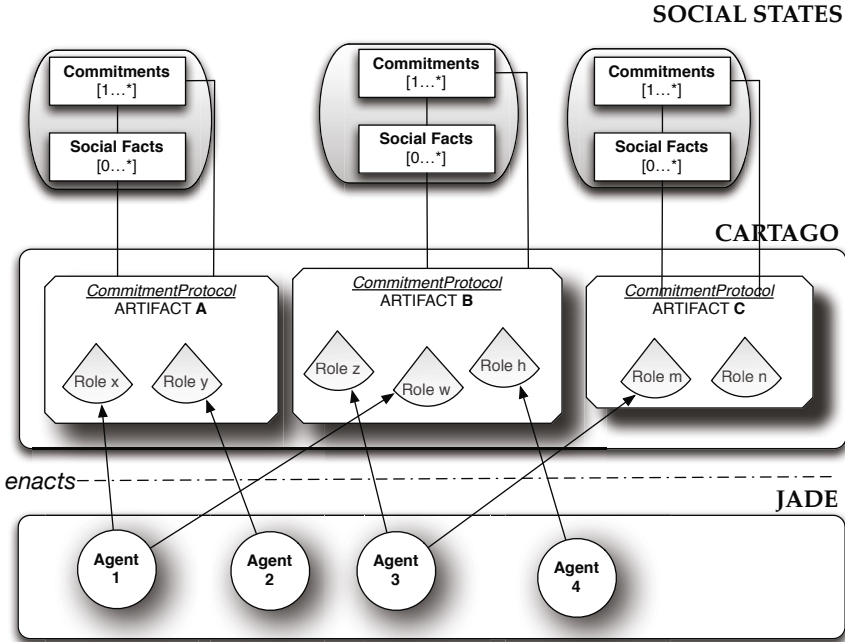 SOCIAL STATES
Commitments
[1...*]
Social Facts
[0...*]
Commitments
[1...*]
Social Facts
[0...*]
Commitments
[1...*]
Social Facts
[0...*]
CARTAGO
CommitmentProtocol
ARTIFACT A
Role x
Role y
CommitmentProtocol
ARTIFACT B
Role z
Role w
Role h
CommitmentProtocol
ARTIFACT C
Role m
Role n
enacts
JADE
Agent
1
Agent
2
Agent
3
Agent
4